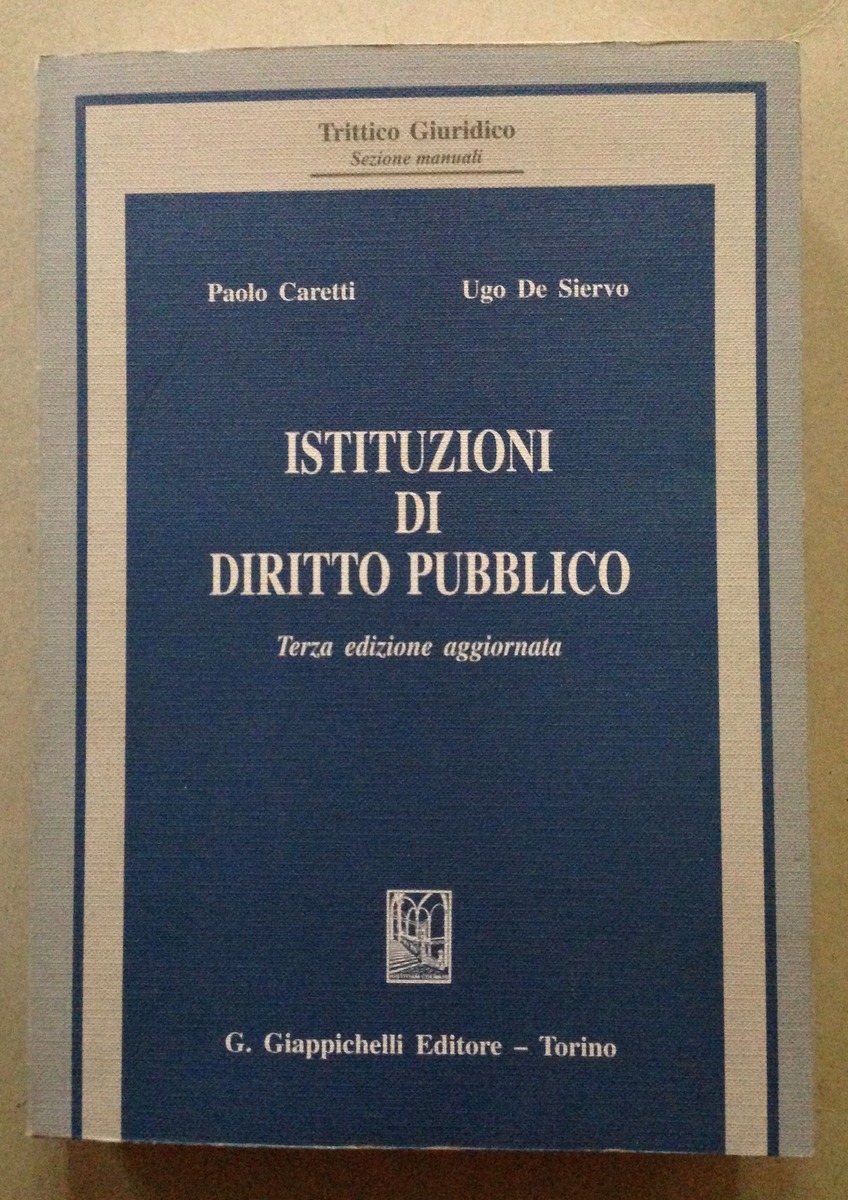 Trittico Giuridico
Sezione manuali
Paolo Caretti Ugo De Siervo
ISTITUZIONI
DI
DIRITTO PUBBLICO
Terza edizione aggiornata
G. Giappichelli Editore – Torino